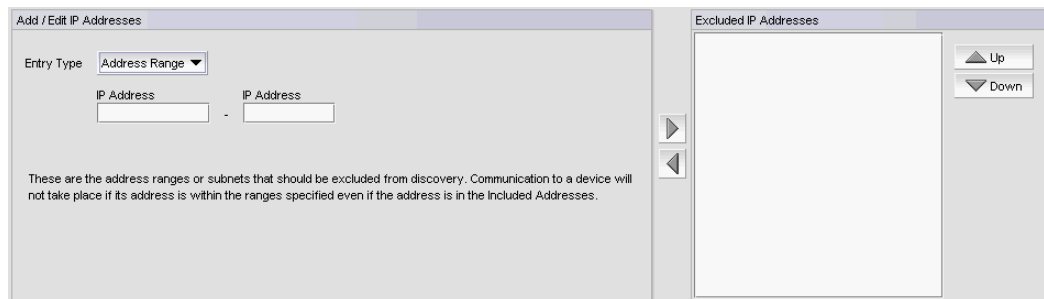 Add / Edit IP Addresses
Entry Type Address Range
IP Address IP Address
-
These are the address ranges or subnets that should be excluded from discovery. Communication to a device will
not take place if its address is within the ranges specified even if the address is in the Included Addresses.
Excluded IP Addresses
Up
Down